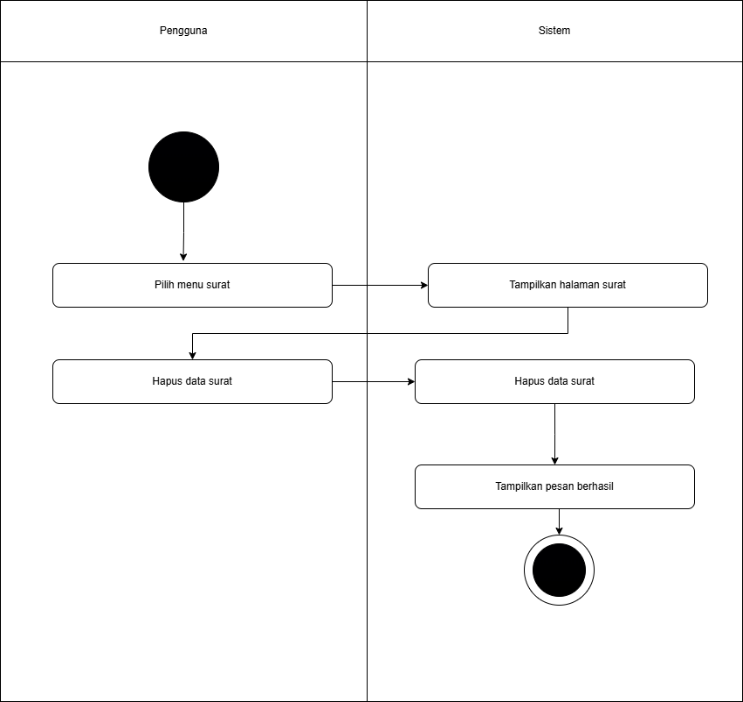 Pengguna
Sistem
Pilih menu surat
Tampilkan halaman surat
Hapus data surat
Hapus data surat
Tampilkan pesan berhasil